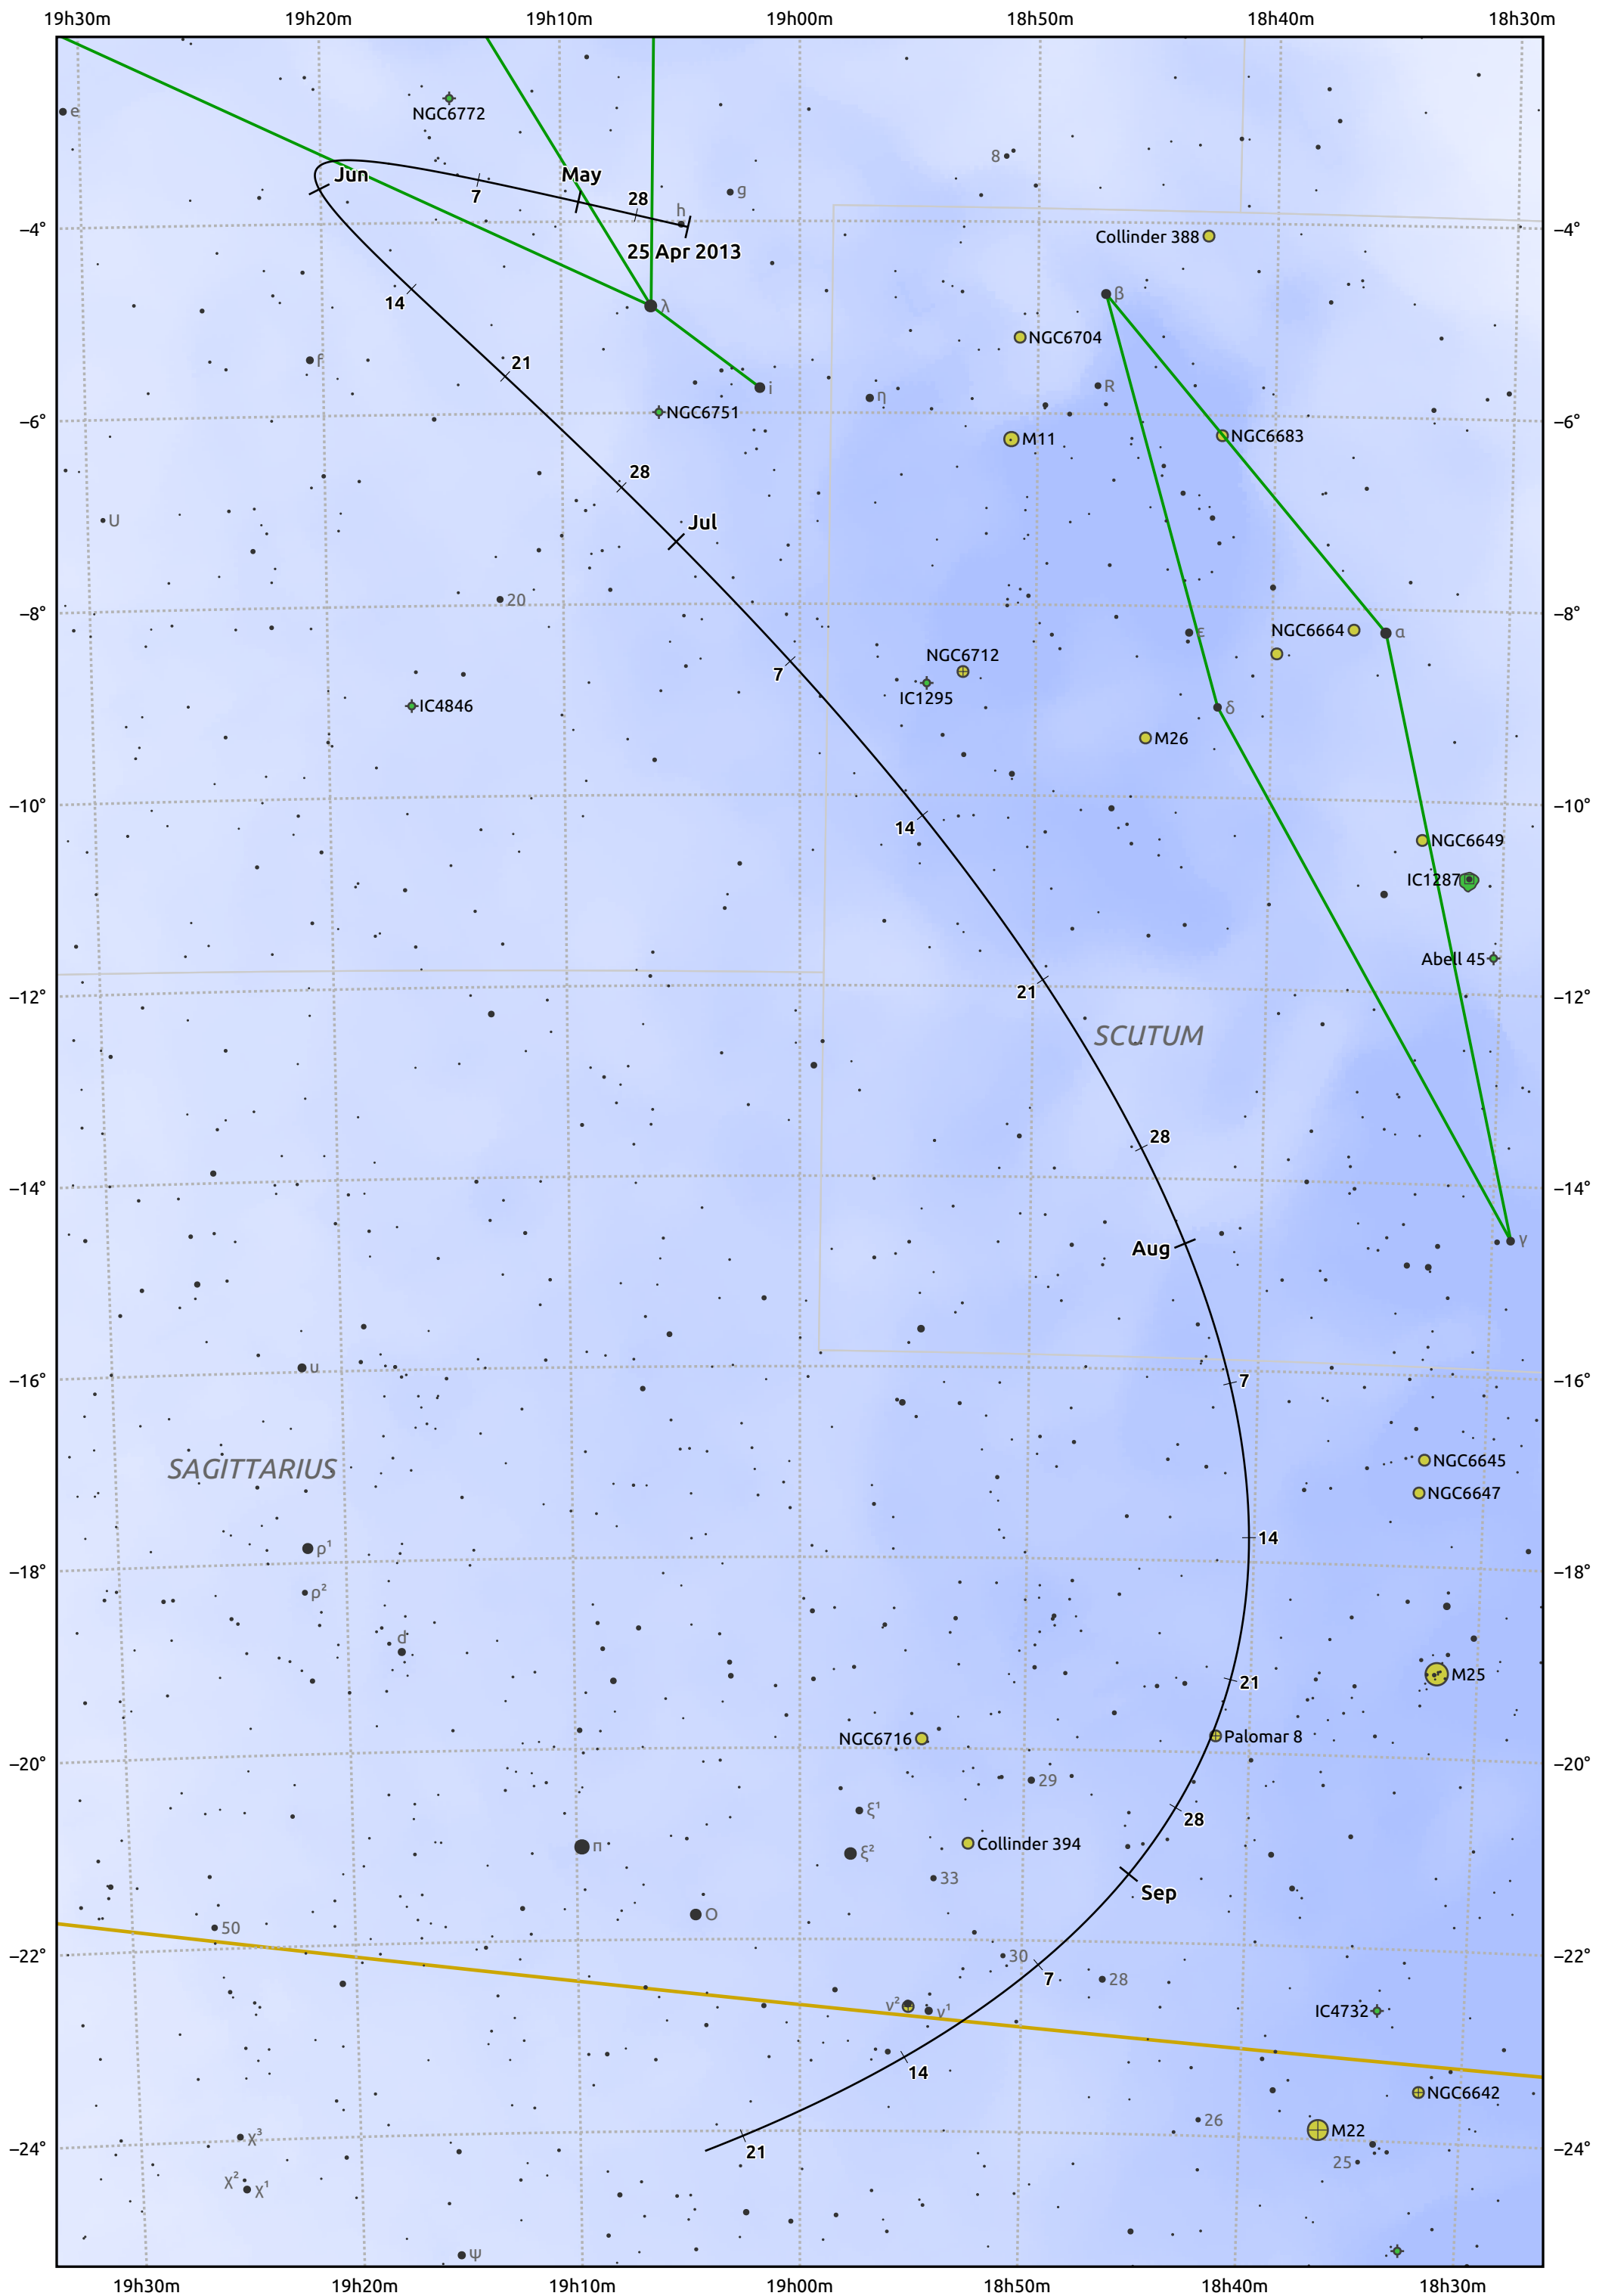 19h30m 19h20m 19h10m 19h00m 18h50m 18h40m 18h30m
NGC6772
e
8
Jun
May
7
28
h
g
−4°
−4°
25 Apr 2013
Collinder 388
14
λ
β
NGC6704
21
f
i
R
η
−6°
NGC6751
−6°
M11
NGC6683
28
U
Jul
20
−8°
−8°
NGC6664
α
ε
NGC6712
7
IC1295
IC4846
δ
M26
−10°
−10°
14
NGC6649
IC1287
Abell 45
21
−12°
−12°
SCUTUM
28
−14°
−14°
Aug
γ
u
−16°
7
−16°
SAGITTARIUS
NGC6645
NGC6647
14
ρ¹
−18°
−18°
ρ²
d
M25
21
NGC6716
Palomar 8
−20°
−20°
29
ξ¹
28
π
ξ²
Collinder 394
33
Sep
ο
50
−22°
30
−22°
7
28
ν²
ν¹
IC4732
14
NGC6642
26
M22
χ³
−24°
−24°
21
25
χ²
χ¹
ψ
19h30m 19h20m 19h10m 19h00m 18h50m 18h40m 18h30m